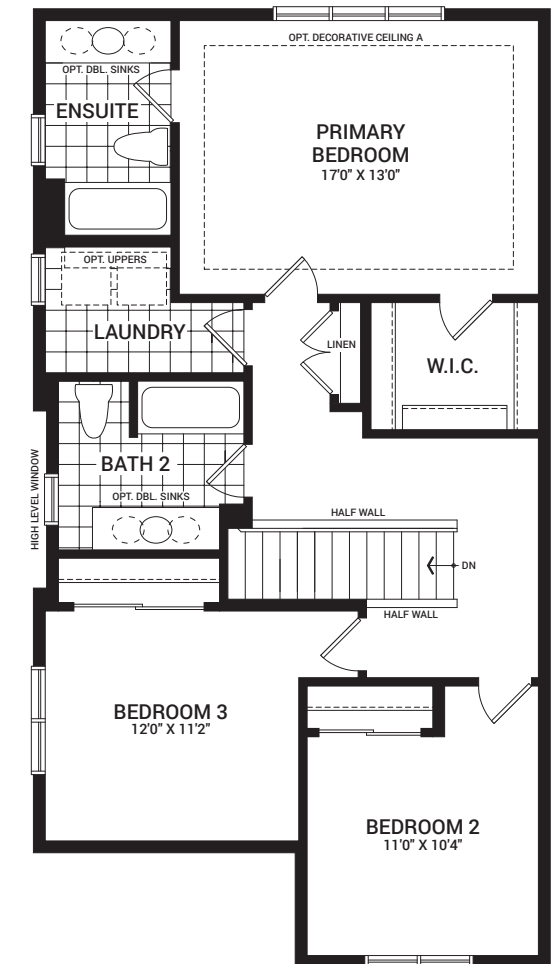 OPT. DECORATIVE CEILING A
OPT. DBL. SINKS
ENSUITE
PRIMARY
BEDROOM
17'0" X 13'0"
OPT. UPPERS
LAUNDRY
LINEN
W.I.C.
BATH 2
OPT. DBL. SINKS
HIGH LEVEL WINDOW
HALF WALL
DN
HALF WALL
BEDROOM 3
12'0" X 11'2"
BEDROOM 2
11'0" X 10'4"